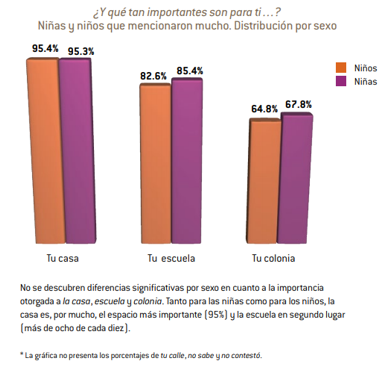 ¿Y qué tan importantes son para ti…?
Niñas y niños que mencionaron mucho. Distribución por sexo
95.4% 95.3%
82.6% 85.4%
64.8% 67.8%
Niños
Niñas
Tu casa Tu escuela Tu colonia
No se descubren diferencias significativas por sexo en cuanto a la importancia
otorgada a la casa, escuela y colonia. Tanto para las niñas como para los niños, la
casa es, por mucho, el espacio más importante (95%) y la escuela en segundo lugar
(más de ocho de cada diez).
* La gráfica no presenta los porcentajes de tu calle, no sabe y no contestó.